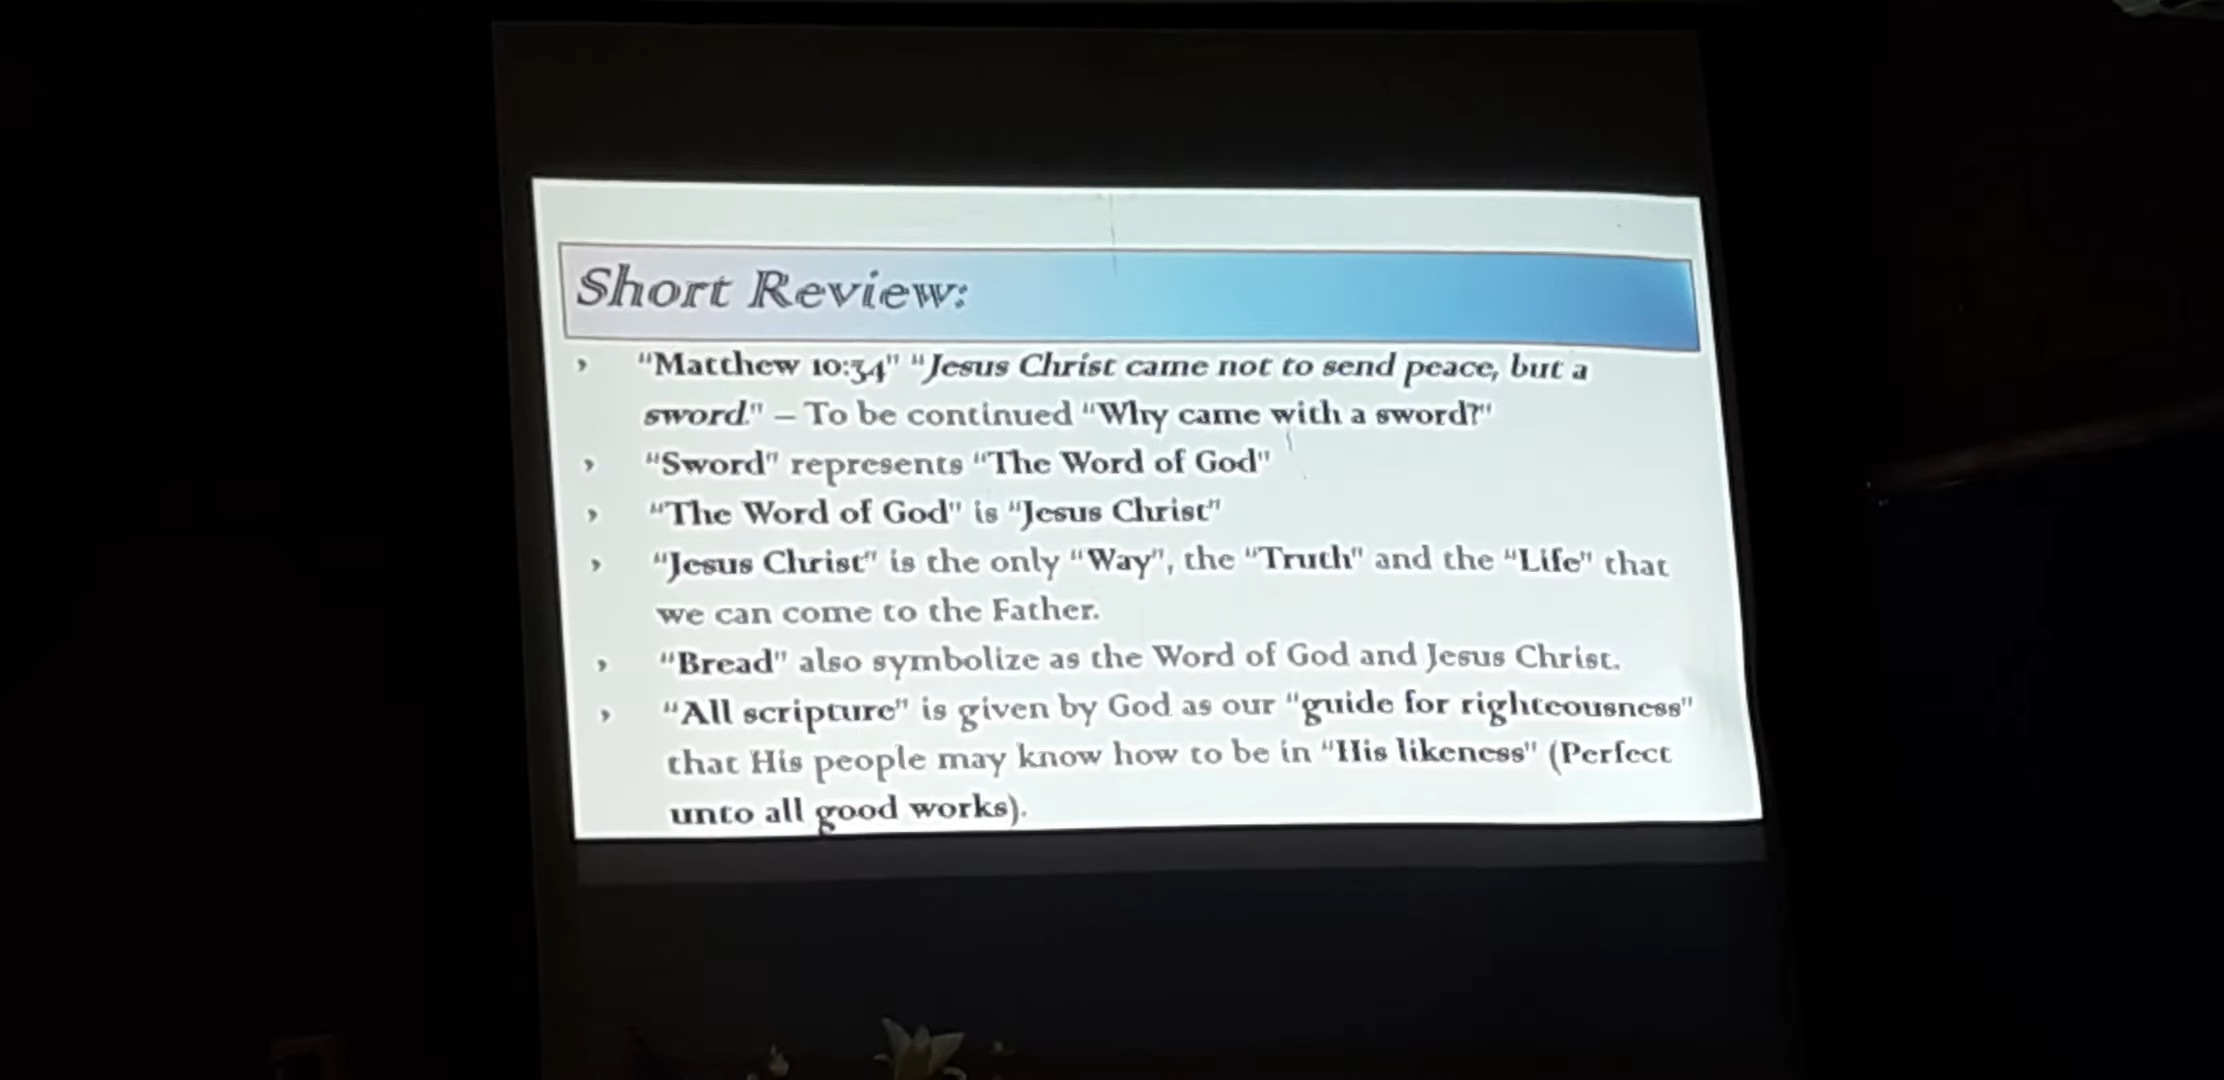 Short Review:
› "Matthew 10:34" "Jesus Christ came not to send peace, but a
sword." – To be continued "Why came with a sword?"
› "Sword" represents "The Word of God"
› "The Word of God" is "Jesus Christ"
› "Jesus Christ" is the only "Way", the "Truth" and the "Life" that
we can come to the Father.
› "Bread" also symbolize as the Word of God and Jesus Christ.
› "All scripture" is given by God as our "guide for righteousness"
that His people may know how to be in "His likeness" (Perfect
unto all good works).